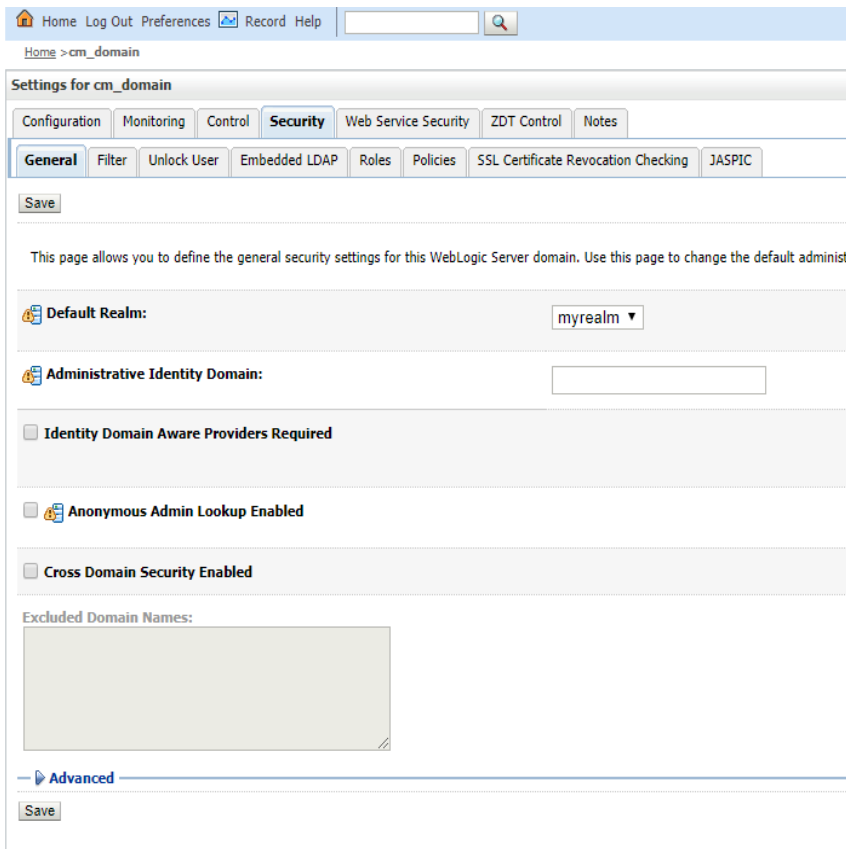 Home Log Out Preferences Record Help
Home >cm_domain
Settings for cm_domain
Configuration Monitoring Control Security Web Service Security ZDT Control Notes
General Filter Unlock User Embedded LDAP Roles Policies SSL Certificate Revocation Checking JASPIC
Save
This page allows you to define the general security settings for this WebLogic Server domain. Use this page to change the default administ
Default Realm: myrealm
Administrative Identity Domain:
Identity Domain Aware Providers Required
Anonymous Admin Lookup Enabled
Cross Domain Security Enabled
Excluded Domain Names:
Advanced
Save